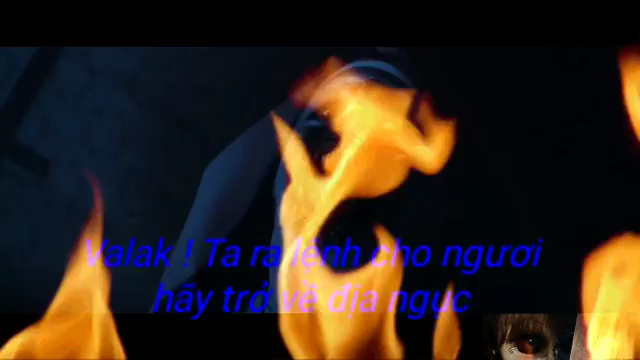 Valak ! Ta ra lệnh cho ngươi
hãy trở về địa ngục